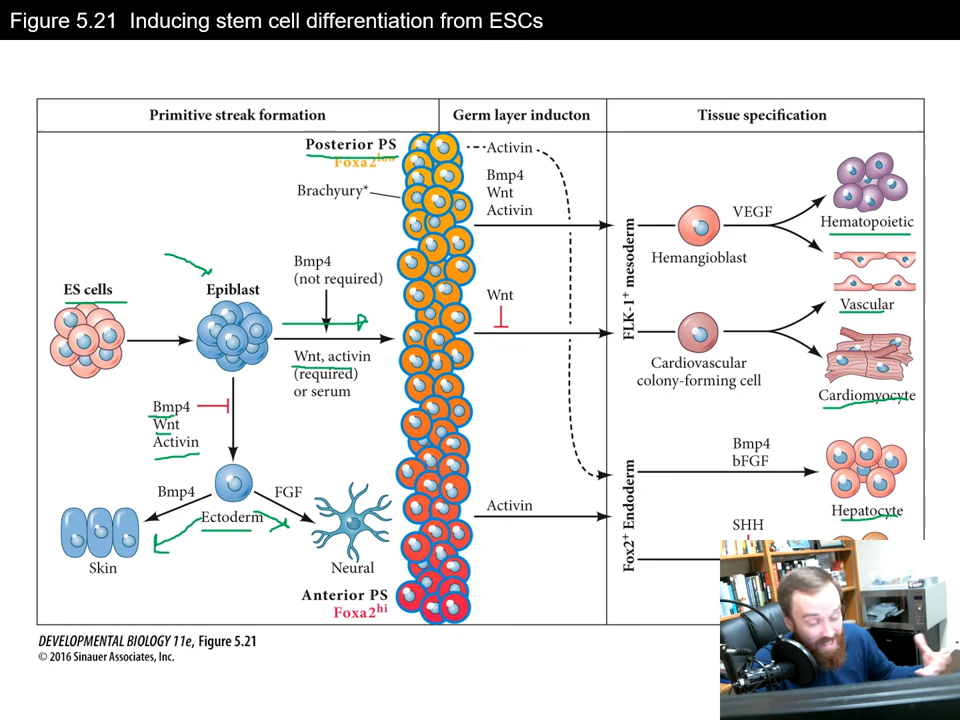 Figure 5.21 Inducing stem cell differentiation from ESCs
Primitive streak formation
Germ layer inducton
Tissue specification
Posterior PS
Foxa2low
Brachyury*
Activin
Bmp4
Wnt
Activin
VEGF
Hematopoietic
Hemangioblast
FLK-1+ mesoderm
ES cells
Epiblast
Bmp4
(not required)
Wnt, activin
(required)
or serum
Wnt
Vascular
Cardiovascular
colony-forming cell
Cardiomyocyte
Bmp4
Wnt
Activin
Bmp4
FGF
Ectoderm
Skin
Neural
Anterior PS
Foxa2hi
Activin
Fox2+ Endoderm
Bmp4
bFGF
Hepatocyte
SHH
DEVELOPMENTAL BIOLOGY 11e, Figure 5.21
© 2016 Sinauer Associates, Inc.